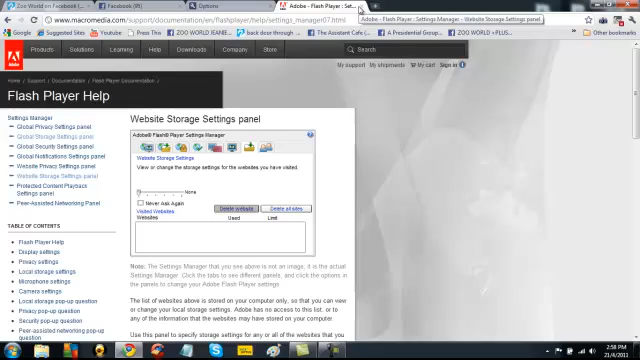 Zoo World on Facebook
Facebook (95)
Options
Adobe - Flash Player : Set...
www.macromedia.com/support/documentation/en/flashplayer/help/settings_manager07.html
Adobe - Flash Player : Settings Manager - Website Storage Settings panel
Popular
Suggested Sites
ZOO WORLD JEANIE...
back door through ...
The Assistant Cafe (...
A Presidential Group...
ZOO WORLD +PLUS...
Other bookmarks
Adobe
Products
Solutions
Learning
Help
Downloads
Company
Store
Search
My support
My shipments
My cart
Sign in
Home / Support / Documentation / Flash Player Documentation /
Flash Player Help
Settings Manager
Global Privacy Settings panel
Global Storage Settings panel
Global Security Settings panel
Global Notifications Settings panel
Website Privacy Settings panel
Website Storage Settings panel
Protected Content Playback
Settings panel
Peer-Assisted Networking Panel
TABLE OF CONTENTS
Flash Player Help
Display settings
Privacy settings
Local storage settings
Microphone settings
Camera settings
Local storage pop-up question
Privacy pop-up question
Security pop-up question
Peer-assisted networking
pop-up question
Website Storage Settings panel
Adobe® Flash® Player Settings Manager
Website Storage Settings
View or change the storage settings for the websites you have visited.
None
Never Ask Again
Delete website
Delete all sites
Visited Websites
Websites
Used
Limit
Note: The Settings Manager that you see above is not an image; it is the actual
Settings Manager. Click the tabs to see different panels, and click the options
in the panels to change your Adobe Flash Player settings.
The list of websites above is stored on your computer only, so that you can view
or change your local storage settings. Adobe has no access to this list, or to
any of the information that the websites may have stored on your computer.
Use this panel to specify storage settings for any or all of the websites that you
2:58 PM
21/4/2011